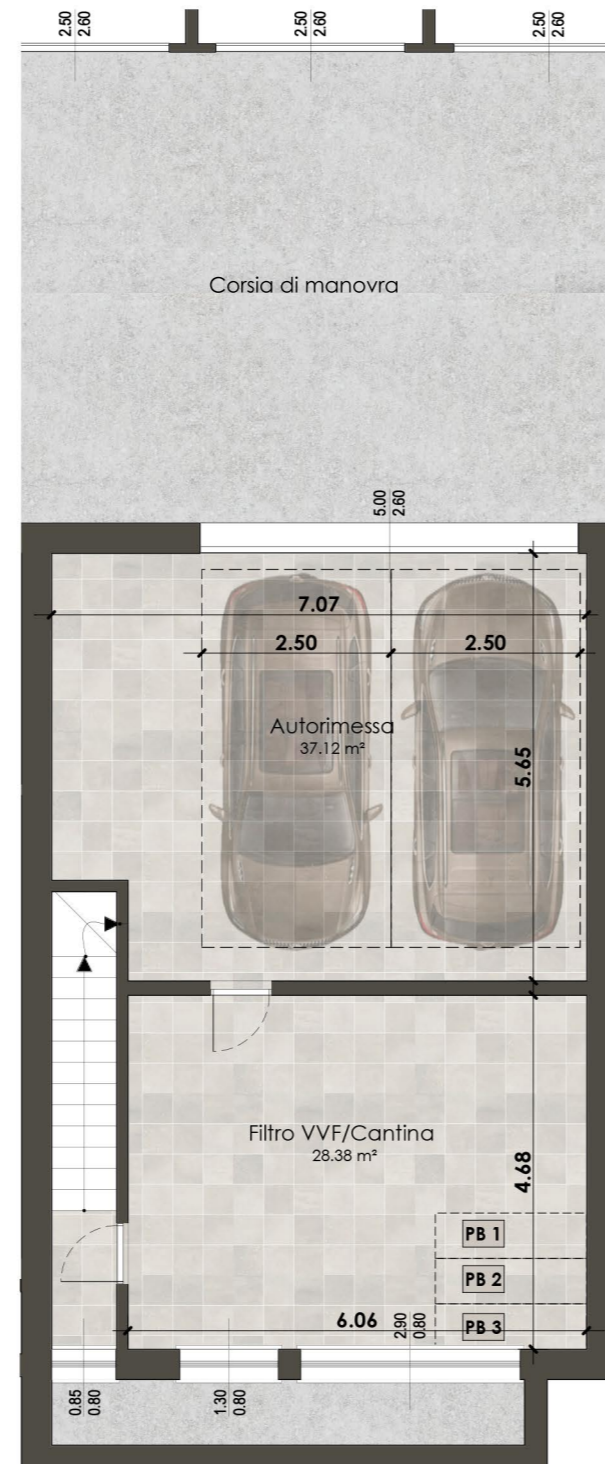 2.50
2.60
2.50
2.60
2.50
2.60
Corsia di manovra
5.00
2.60
7.07
2.50
2.50
Autorimessa
37.12 m²
5.65
Filtro VVF/Cantina
28.38 m²
4.68
PB 1
PB 2
PB 3
6.06
2.90
0.80
0.85
0.80
1.30
0.80